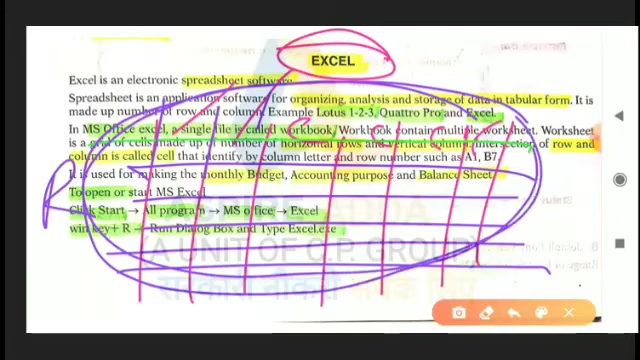 EXCEL
Excel is an electronic spreadsheet software.
Spreadsheet is an application software for organizing, analysis and storage of data in tabular form. It is
made up number of row and column. Example Lotus 1-2-3, Quattro Pro and Excel.
In MS Office excel, a single file is called workbook. Workbook contain multiple worksheet. Worksheet
is a grid of cells made up of number of horizontal rows and vertical column. Intersection of row and
column is called cell that identify by column letter and row number such as A1, B7.
It is used for making the monthly Budget, Accounting purpose and Balance Sheet.
To open or start MS Excel
Click Start → All program → MS office → Excel
win key+ R → Run Dialog Box and Type Excel.exe
(A UNIT OF C.P. GROUP)